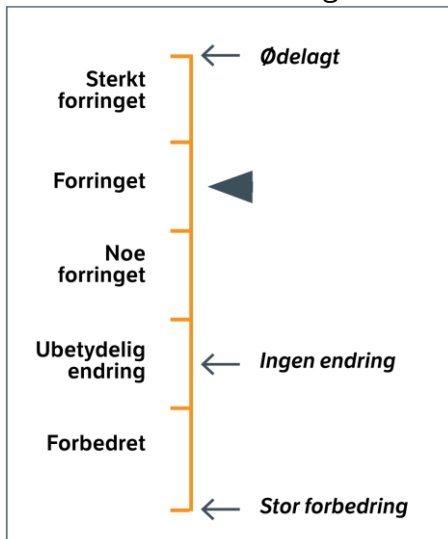 Ødelagt
Sterkt
forringet
Forringet
Noe
forringet
Ubetydelig
endring
Ingen endring
Forbedret
Stor forbedring